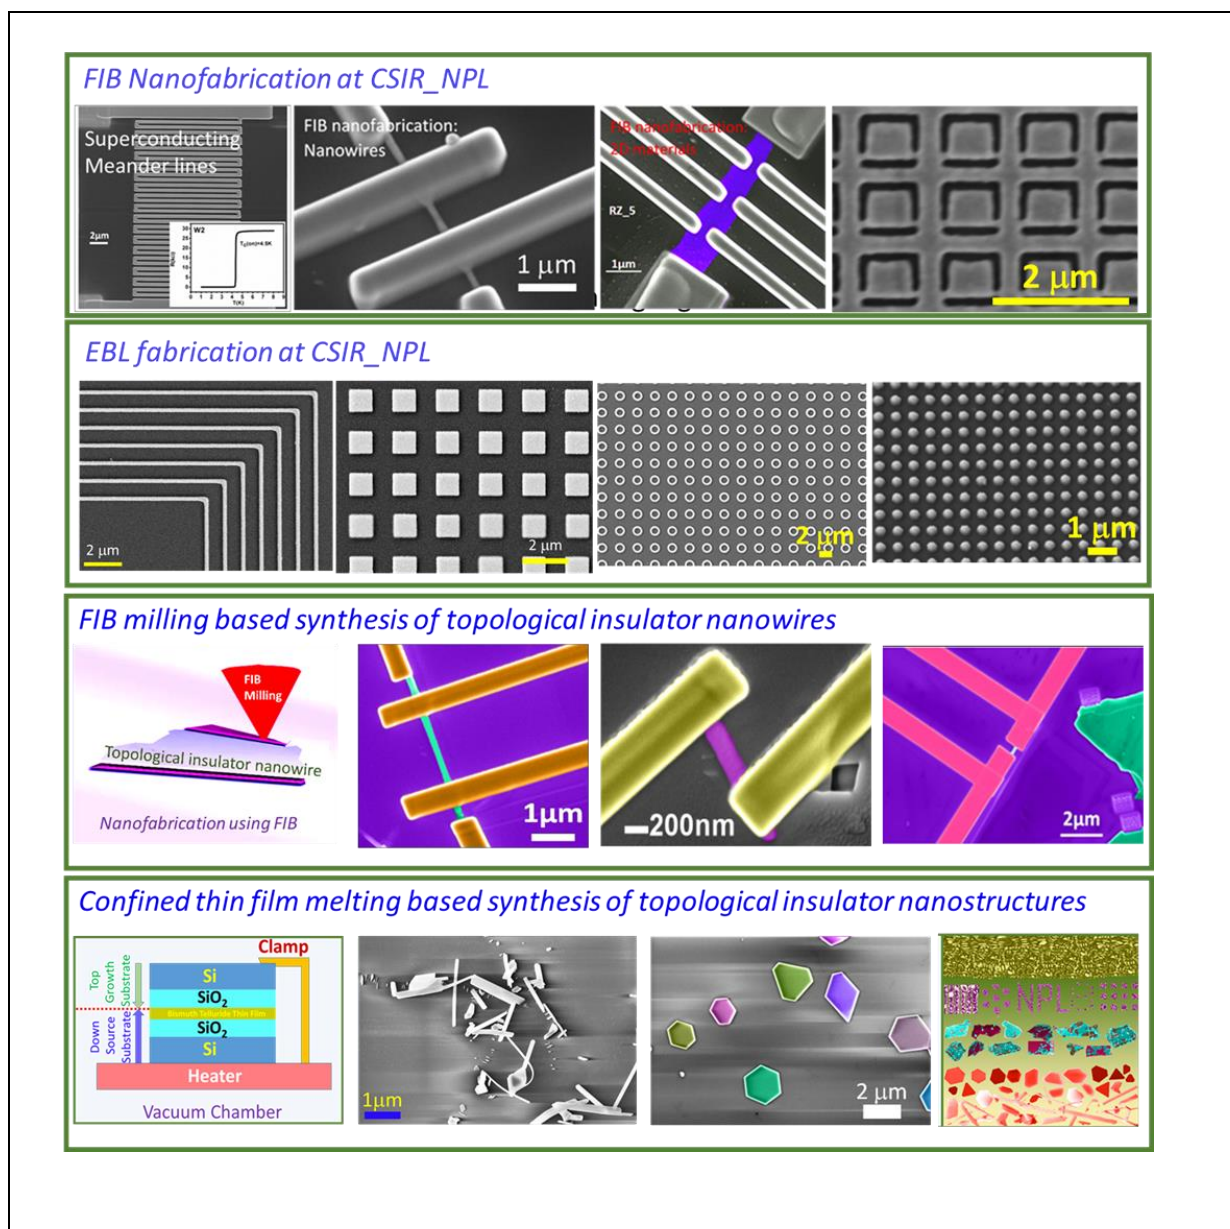 FIB Nanofabrication at CSIR_NPL
Superconducting
Meander lines
2µm
W2
FIB nanofabrication:
Nanowires
1 µm
FIB nanofabrication:
2D materials
RZ_5
1µm
2 µm
EBL fabrication at CSIR_NPL
2 µm
2 µm
2 µm
1 µm
FIB milling based synthesis of topological insulator nanowires
FIB
Milling
Topological insulator nanowire
Nanofabrication using FIB
1µm
200nm
2µm
Confined thin film melting based synthesis of topological insulator nanostructures
Clamp
Top
Growth
Substrate
Down
Source
Substrate
Si
SiO2
Bismuth Telluride Thin Film
SiO2
Si
Heater
Vacuum Chamber
1µm
2 µm
NPL